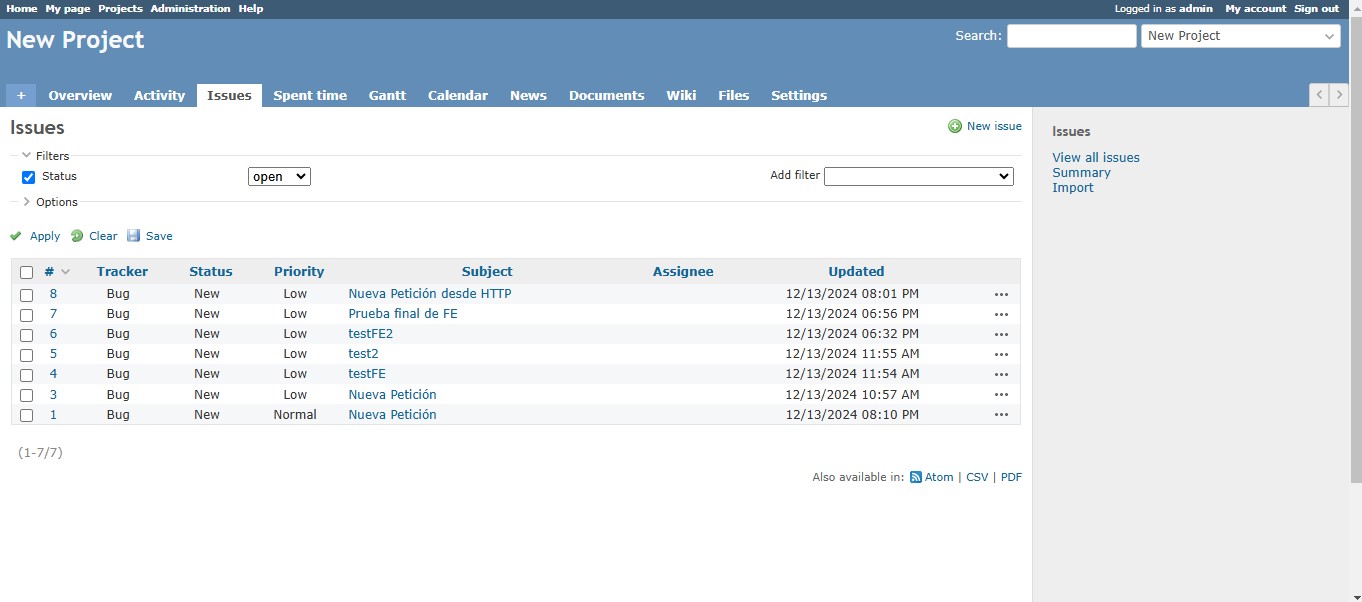 Home My page Projects Administration Help Logged in as admin My account Sign out
New Project Search: New Project
+ Overview Activity Issues Spent time Gantt Calendar News Documents Wiki Files Settings
Issues New issue
Filters
Status open Add filter
Options
Apply Clear Save
# Tracker Status Priority Subject Assignee Updated
8 Bug New Low Nueva Petición desde HTTP 12/13/2024 08:01 PM
7 Bug New Low Prueba final de FE 12/13/2024 06:56 PM
6 Bug New Low testFE2 12/13/2024 06:32 PM
5 Bug New Low test2 12/13/2024 11:55 AM
4 Bug New Low testFE 12/13/2024 11:54 AM
3 Bug New Low Nueva Petición 12/13/2024 10:57 AM
1 Bug New Normal Nueva Petición 12/13/2024 08:10 PM
(1-7/7)
Also available in: Atom | CSV | PDF
Issues
View all issues
Summary
Import